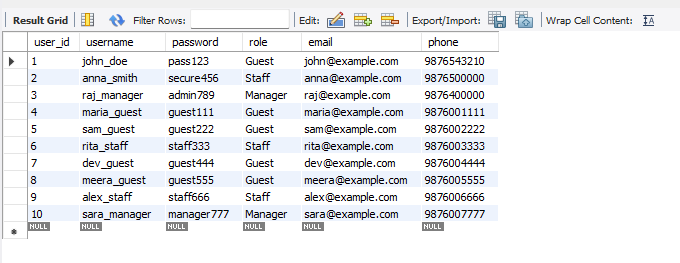 Result Grid Filter Rows: Edit: Export/Import: Wrap Cell Content: IA
user_id username password role email phone
1 john_doe pass123 Guest john@example.com 9876543210
2 anna_smith secure456 Staff anna@example.com 9876500000
3 raj_manager admin789 Manager raj@example.com 9876400000
4 maria_guest guest111 Guest maria@example.com 9876001111
5 sam_guest guest222 Guest sam@example.com 9876002222
6 rita_staff staff333 Staff rita@example.com 9876003333
7 dev_guest guest444 Guest dev@example.com 9876004444
8 meera_guest guest555 Guest meera@example.com 9876005555
9 alex_staff staff666 Staff alex@example.com 9876006666
10 sara_manager manager777 Manager sara@example.com 9876007777
NULL NULL NULL NULL NULL NULL